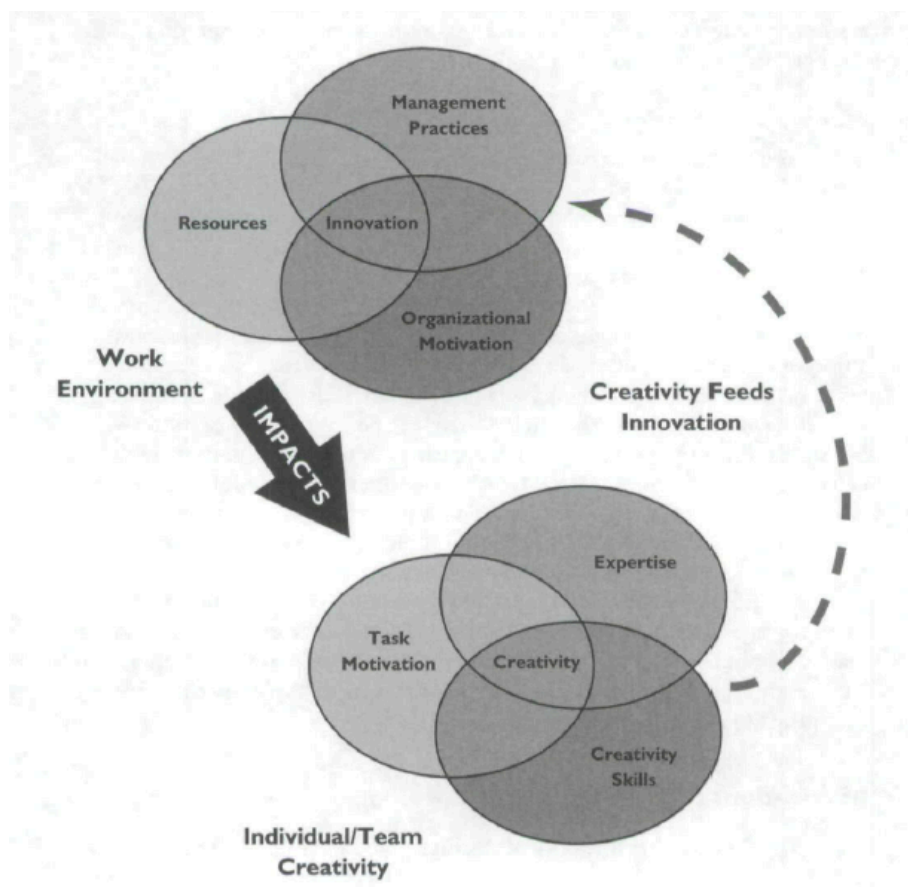 Management
Practices
Resources
Innovation
Organizational
Motivation
Work
Environment
IMPACTS
Creativity Feeds
Innovation
Expertise
Task
Motivation
Creativity
Creativity
Skills
Individual/Team
Creativity